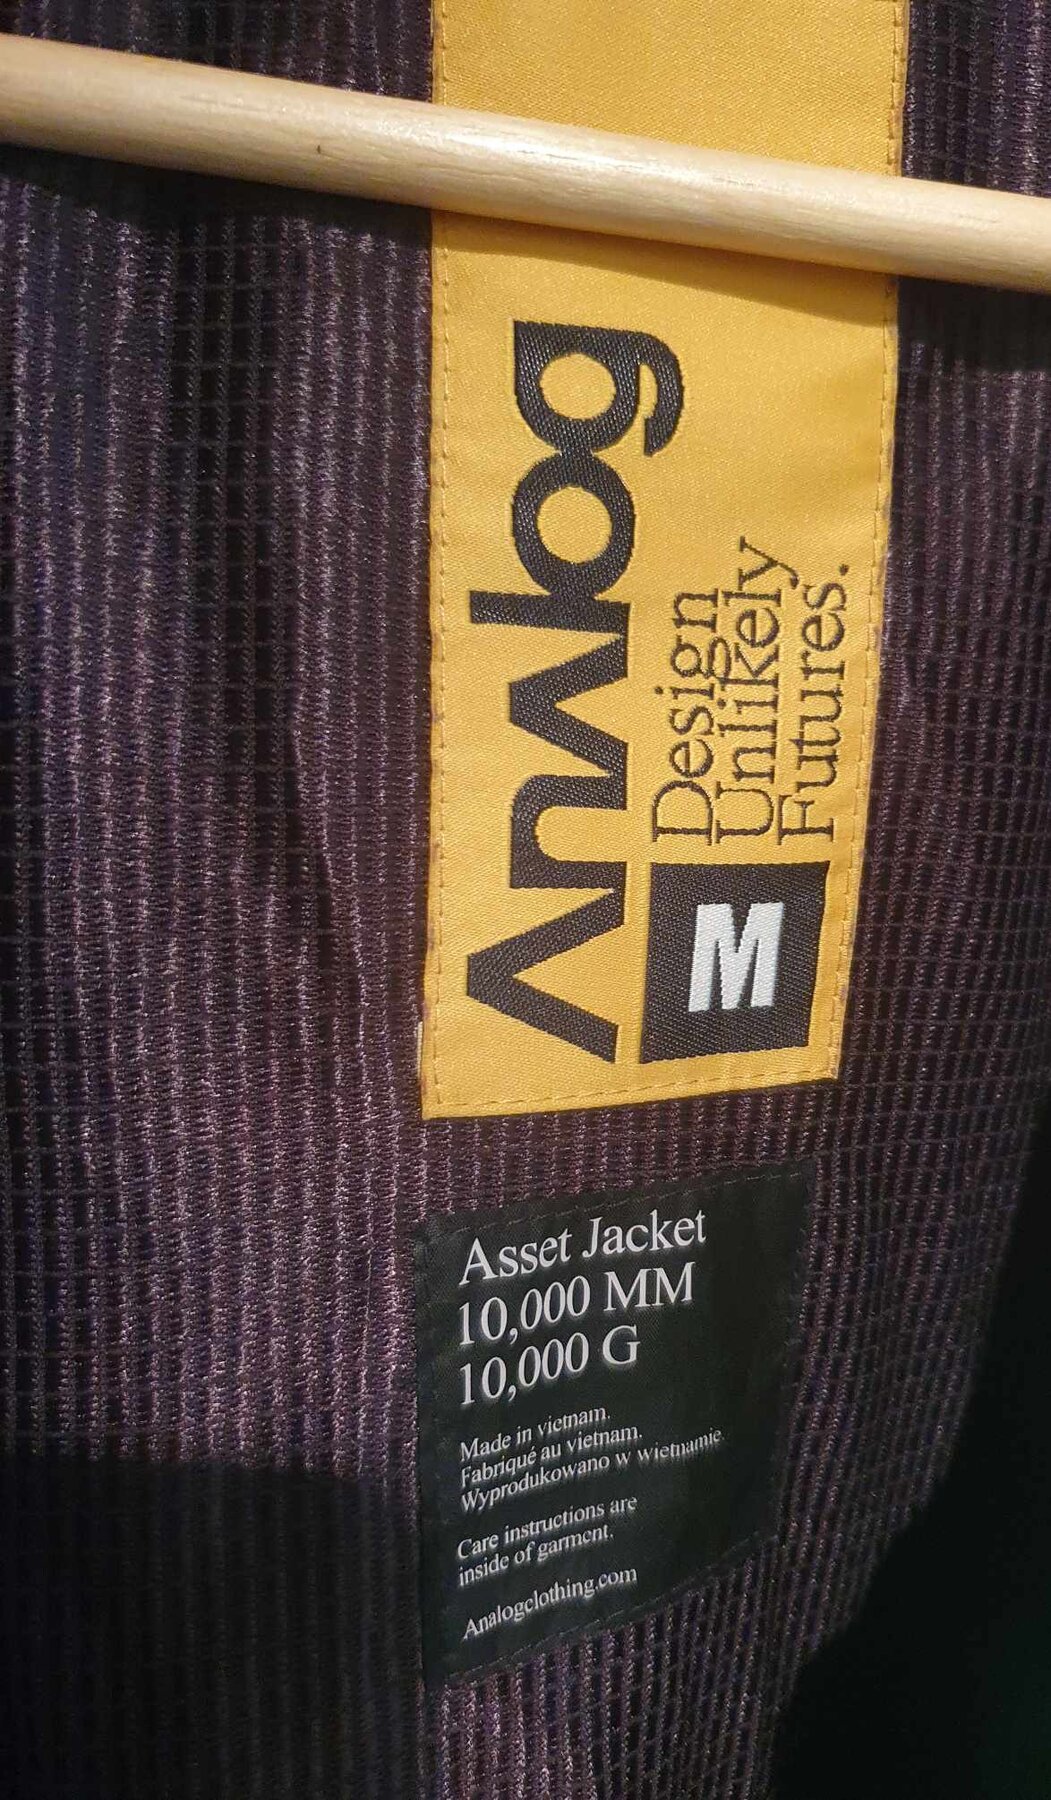 Analog
Design
Unlikely
Futures.
M
Asset Jacket
10,000 MM
10,000 G
Made in vietnam.
Fabriqué au vietnam.
Wyprodukowano w wietnamie.
Care instructions are
inside of garment.
Analogclothing.com